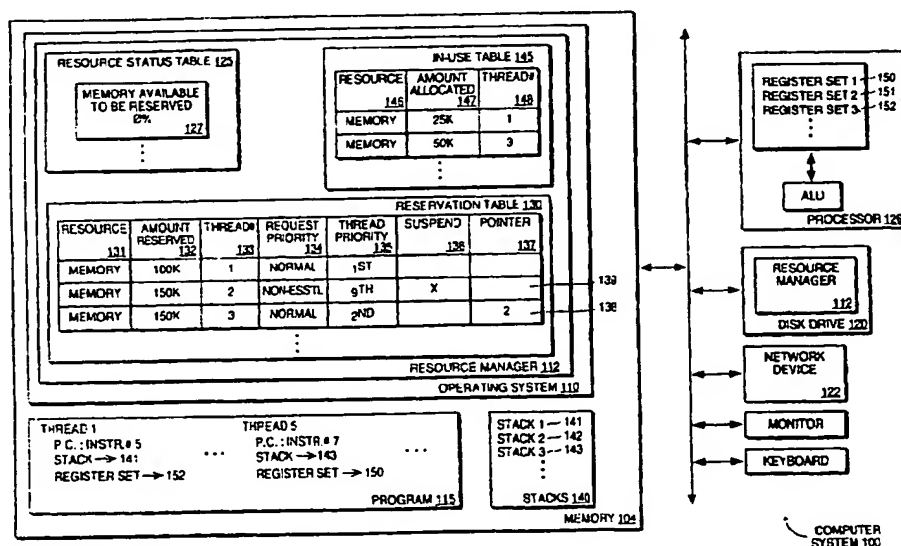 RESOURCE STATUS TABLE 125
MEMORY AVAILABLE
TO BE RESERVED
0%
127
IN-USE TABLE 145
RESOURCE 146
AMOUNT ALLOCATED 147
THREAD# 148
MEMORY 25K 1
MEMORY 50K 3
RESERVATION TABLE 130
RESOURCE 131
AMOUNT RESERVED 132
THREAD# 133
REQUEST PRIORITY 134
THREAD PRIORITY 135
SUSPEND 136
POINTER 137
MEMORY 100K 1 NORMAL 1ST
MEMORY 150K 2 NON-ESSTL 9TH X
139
MEMORY 150K 3 NORMAL 2ND 2
138
RESOURCE MANAGER 112
OPERATING SYSTEM 110
THREAD 1
P.C.: INSTR.# 5
STACK → 141
REGISTER SET → 152
...
THREAD 5
P.C.: INSTR.# 7
STACK → 143
REGISTER SET → 150
...
PROGRAM 115
STACK 1 — 141
STACK 2 — 142
STACK 3 — 143
STACKS 140
MEMORY 104
REGISTER SET 1 — 150
REGISTER SET 2 — 151
REGISTER SET 3 — 152
ALU
PROCESSOR 126
RESOURCE
MANAGER
112
DISK DRIVE 120
NETWORK
DEVICE
122
MONITOR
KEYBOARD
COMPUTER
SYSTEM 100